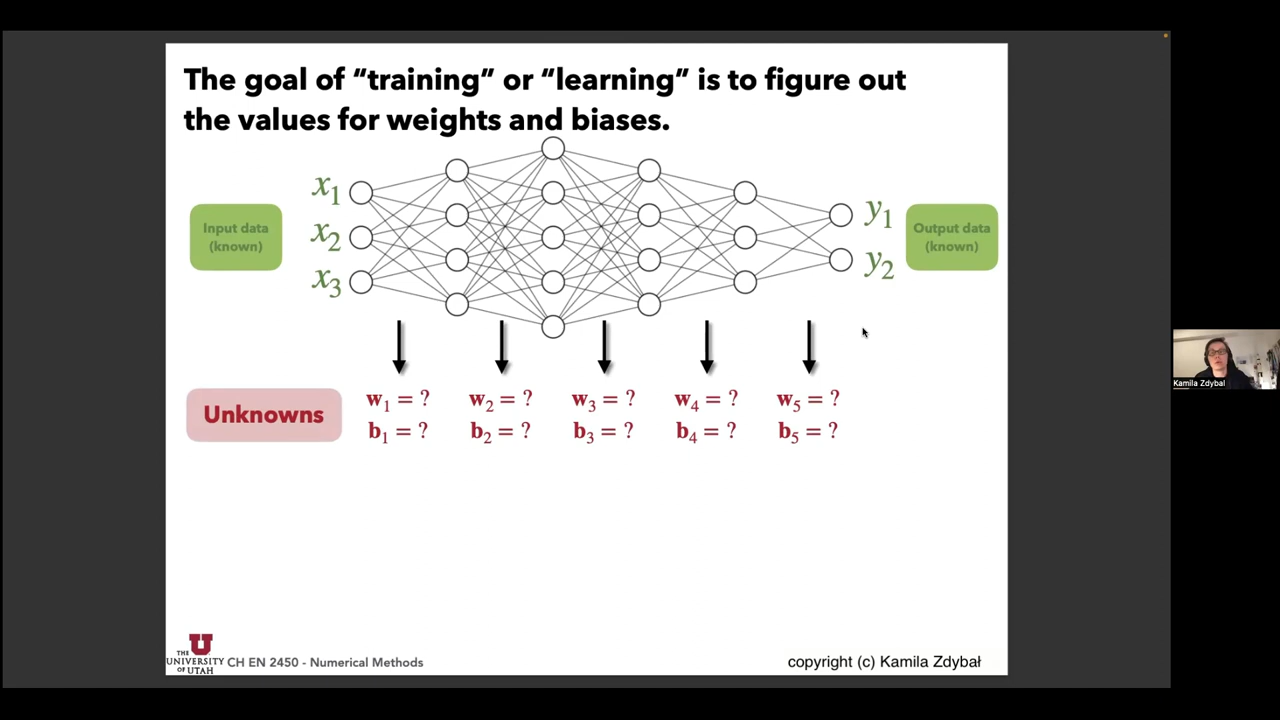 The goal of “training” or “learning” is to figure out
the values for weights and biases.
x1
x2
x3
Input data
(known)
y1
y2
Output data
(known)
Unknowns
w1 = ? w2 = ? w3 = ? w4 = ? w5 = ?
b1 = ? b2 = ? b3 = ? b4 = ? b5 = ?
Kamila Zdybal
U
THE
UNIVERSITY
OF UTAH
CH EN 2450 - Numerical Methods
copyright (c) Kamila Zdybał